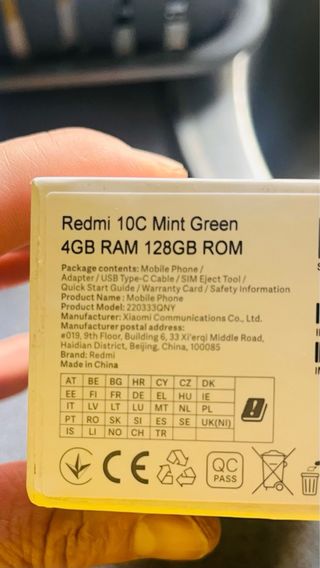 Redmi 10C Mint Green
4GB RAM 128GB ROM
Package contents: Mobile Phone /
Adapter / USB Type-C Cable / SIM Eject Tool /
Quick Start Guide / Warranty Card / Safety Information
Product Name: Mobile Phone
Product Model: 220333QNY
Manufacturer: Xiaomi Communications Co., Ltd.
Manufacturer postal address:
#019, 9th Floor, Building 6, 33 Xi'erqi Middle Road,
Haidian District, Beijing, China, 100085
Brand: Redmi
Made in China
AT BE BG HR CY CZ DK
EE FI FR DE EL HU IE
IT LV LT LU MT NL PL
PT RO SK SI ES SE UK(NI)
IS LI NO CH TR
CE QC
PASS